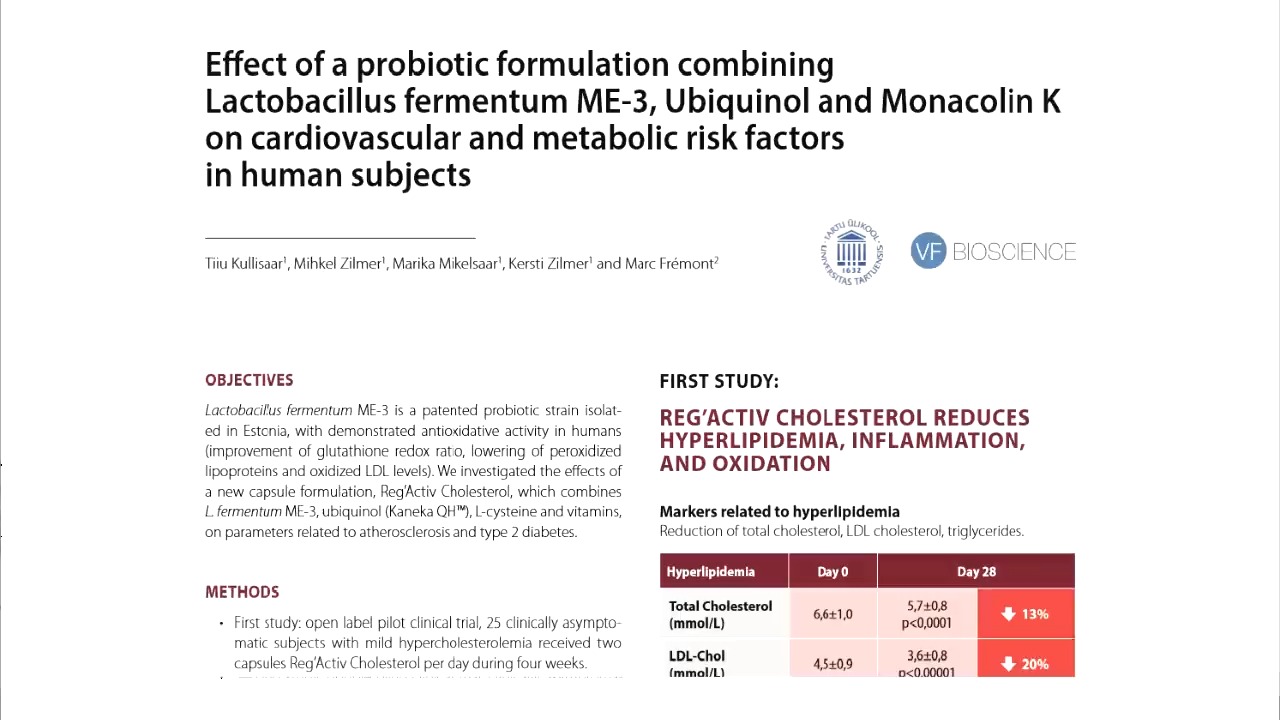 Effect of a probiotic formulation combining
Lactobacillus fermentum ME-3, Ubiquinol and Monacolin K
on cardiovascular and metabolic risk factors
in human subjects
Tiiu Kullisaar¹, Mihkel Zilmer¹, Marika Mikelsaar¹, Kersti Zilmer¹ and Marc Frémont²
TARTU ÜLIKOOL
UNIVERSITAS TARTUENSIS
1632
VF BIOSCIENCE
OBJECTIVES
Lactobacillus fermentum ME-3 is a patented probiotic strain isolat-
ed in Estonia, with demonstrated antioxidative activity in humans
(improvement of glutathione redox ratio, lowering of peroxidized
lipoproteins and oxidized LDL levels). We investigated the effects of
a new capsule formulation, Reg'Activ Cholesterol, which combines
L. fermentum ME-3, ubiquinol (Kaneka QH™), L-cysteine and vitamins,
on parameters related to atherosclerosis and type 2 diabetes.
METHODS
• First study: open label pilot clinical trial, 25 clinically asympto-
matic subjects with mild hypercholesterolemia received two
capsules Reg'Activ Cholesterol per day during four weeks.
FIRST STUDY:
REG'ACTIV CHOLESTEROL REDUCES
HYPERLIPIDEMIA, INFLAMMATION,
AND OXIDATION
Markers related to hyperlipidemia
Reduction of total cholesterol, LDL cholesterol, triglycerides.
Hyperlipidemia Day 0 Day 28
Total Cholesterol (mmol/L) 6,6±1,0 5,7±0,8 p<0,0001 13%
LDL-Chol (mmol/L) 4,5±0,9 3,6±0,8 p<0,00001 20%